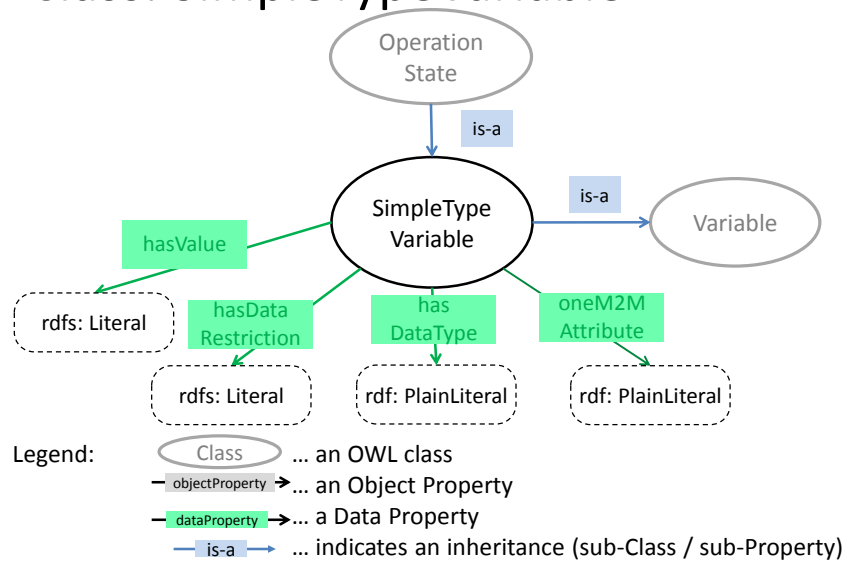 Operation
State
is-a
SimpleType
Variable
is-a
Variable
hasValue
rdfs: Literal
hasData
Restriction
has
DataType
oneM2M
Attribute
rdfs: Literal
rdf: PlainLiteral
rdf: PlainLiteral
Legend:
Class ... an OWL class
objectProperty ... an Object Property
dataProperty ... a Data Property
is-a ... indicates an inheritance (sub-Class / sub-Property)